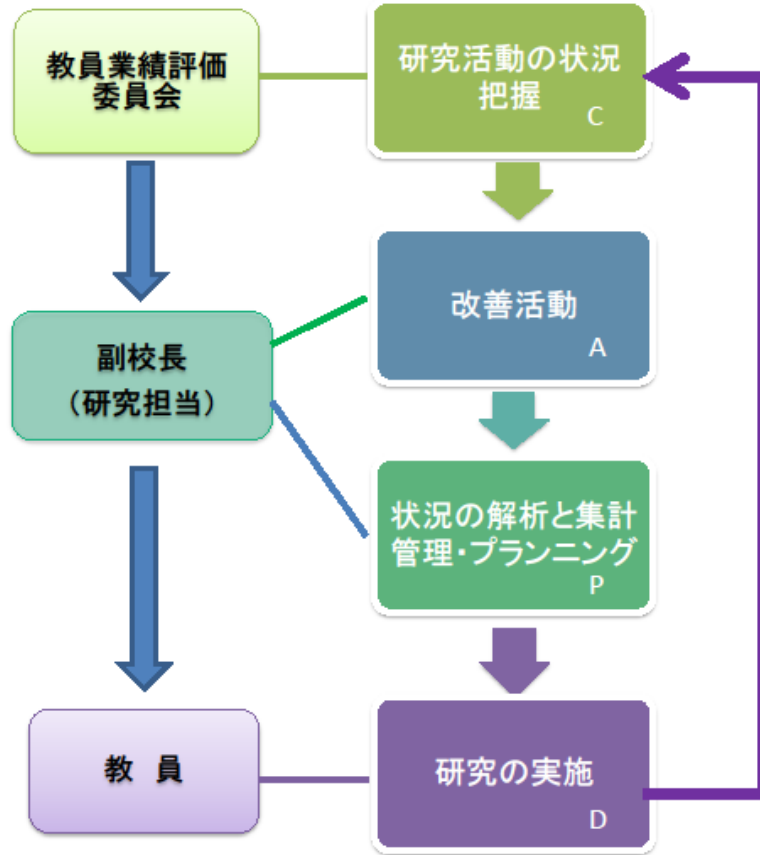 教員業績評価
委員会
研究活動の状況
把握
C
改善活動
A
副校長
（研究担当）
状況の解析と集計
管理・プランニング
P
教　員
研究の実施
D